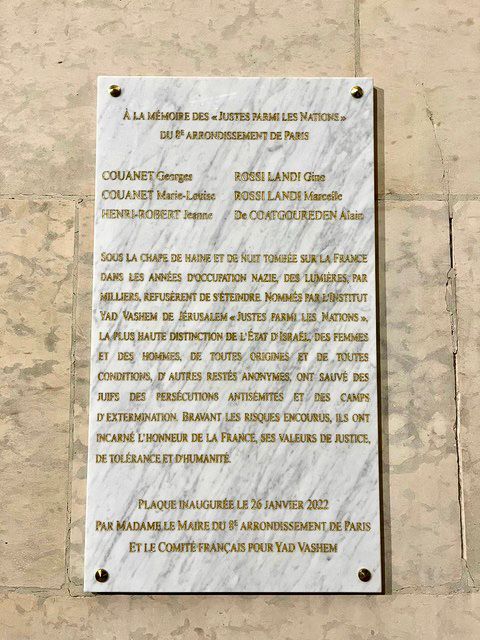 À LA MÉMOIRE DES « JUSTES PARMI LES NATIONS »
DU 8E ARRONDISSEMENT DE PARIS
COUANET Georges
ROSSI LANDI Gino
COUANET Marie-Louise
ROSSI LANDI Marcelle
HENRI-ROBERT Jeanne
De COATGOUREDEN Alain
SOUS LA CHAPE DE HAINE ET DE NUIT TOMBÉE SUR LA FRANCE
DANS LES ANNÉES D'OCCUPATION NAZIE, DES LUMIÈRES, PAR
MILLIERS, REFUSÈRENT DE S'ÉTEINDRE. NOMMÉS PAR L'INSTITUT
YAD VASHEM DE JÉRUSALEM « JUSTES PARMI LES NATIONS »,
LA PLUS HAUTE DISTINCTION DE L'ÉTAT D'ISRAËL, DES FEMMES
ET DES HOMMES, DE TOUTES ORIGINES ET DE TOUTES
CONDITIONS, D' AUTRES RESTÉS ANONYMES, ONT SAUVÉ DES
JUIFS DES PERSÉCUTIONS ANTISÉMITES ET DES CAMPS
D'EXTERMINATION. BRAVANT LES RISQUES ENCOURUS, ILS ONT
INCARNÉ L'HONNEUR DE LA FRANCE, SES VALEURS DE JUSTICE,
DE TOLÉRANCE ET D'HUMANITÉ.
PLAQUE INAUGURÉE LE 26 JANVIER 2022
PAR MADAME LE MAIRE DU 8E ARRONDISSEMENT DE PARIS
ET LE COMITÉ FRANÇAIS POUR YAD VASHEM